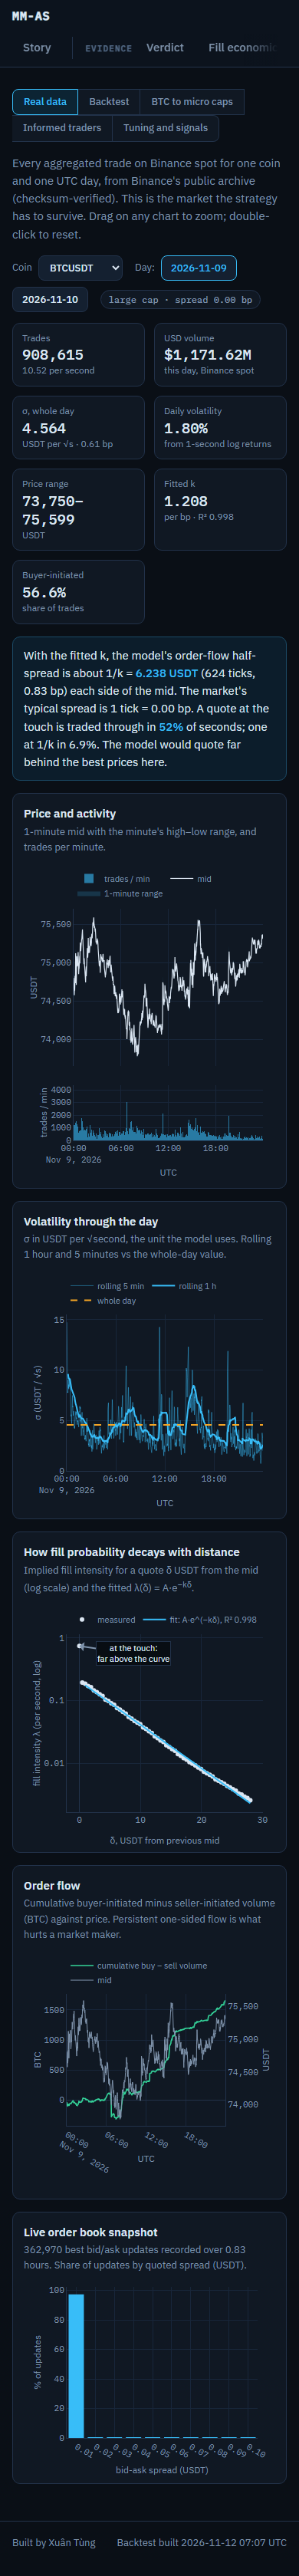 MM-AS
Story EVIDENCE Verdict Fill economic
Real data Backtest BTC to micro caps
Informed traders Tuning and signals
Every aggregated trade on Binance spot for one coin
and one UTC day, from Binance's public archive
(checksum-verified). This is the market the strategy
has to survive. Drag on any chart to zoom; double-
click to reset.
Coin BTCUSDT Day: 2026-11-09
2026-11-10 large cap · spread 0.00 bp
Trades
908,615
10.52 per second
USD volume
$1,171.62M
this day, Binance spot
σ, whole day
4.564
USDT per √s · 0.61 bp
Daily volatility
1.80%
from 1-second log returns
Price range
73,750–
75,599
USDT
Fitted k
1.208
per bp · R² 0.998
Buyer-initiated
56.6%
share of trades
With the fitted k, the model's order-flow half-
spread is about 1/k = 6.238 USDT (624 ticks,
0.83 bp) each side of the mid. The market's
typical spread is 1 tick = 0.00 bp. A quote at the
touch is traded through in 52% of seconds; one
at 1/k in 6.9%. The model would quote far
behind the best prices here.
Price and activity
1-minute mid with the minute's high–low range, and
trades per minute.
trades / min mid
1-minute range
75,500
75,000
74,500
74,000
USDT
4000
3000
2000
1000
0
trades / min
00:00 06:00 12:00 18:00
Nov 9, 2026
UTC
Volatility through the day
σ in USDT per √second, the unit the model uses. Rolling
1 hour and 5 minutes vs the whole-day value.
rolling 5 min rolling 1 h
whole day
15
10
5
0
σ (USDT / √s)
00:00 06:00 12:00 18:00
Nov 9, 2026
UTC
How fill probability decays with distance
Implied fill intensity for a quote δ USDT from the mid
(log scale) and the fitted λ(δ) = A·e−kδ.
measured fit: A·e^(−kδ), R² 0.998
at the touch:
far above the curve
1
0.1
0.01
fill intensity λ (per second, log)
0 10 20 30
δ, USDT from previous mid
Order flow
Cumulative buyer-initiated minus seller-initiated volume
(BTC) against price. Persistent one-sided flow is what
hurts a market maker.
cumulative buy − sell volume
mid
1500
1000
500
0
BTC
75,500
75,000
74,500
74,000
USDT
00:00 06:00 12:00 18:00
Nov 9, 2026
UTC
Live order book snapshot
362,970 best bid/ask updates recorded over 0.83
hours. Share of updates by quoted spread (USDT).
100
80
60
40
20
0
% of updates
0.01 0.02 0.03 0.04 0.05 0.06 0.07 0.08 0.09 0.10
bid-ask spread (USDT)
Built by Xuân Tùng Backtest built 2026-11-12 07:07 UTC